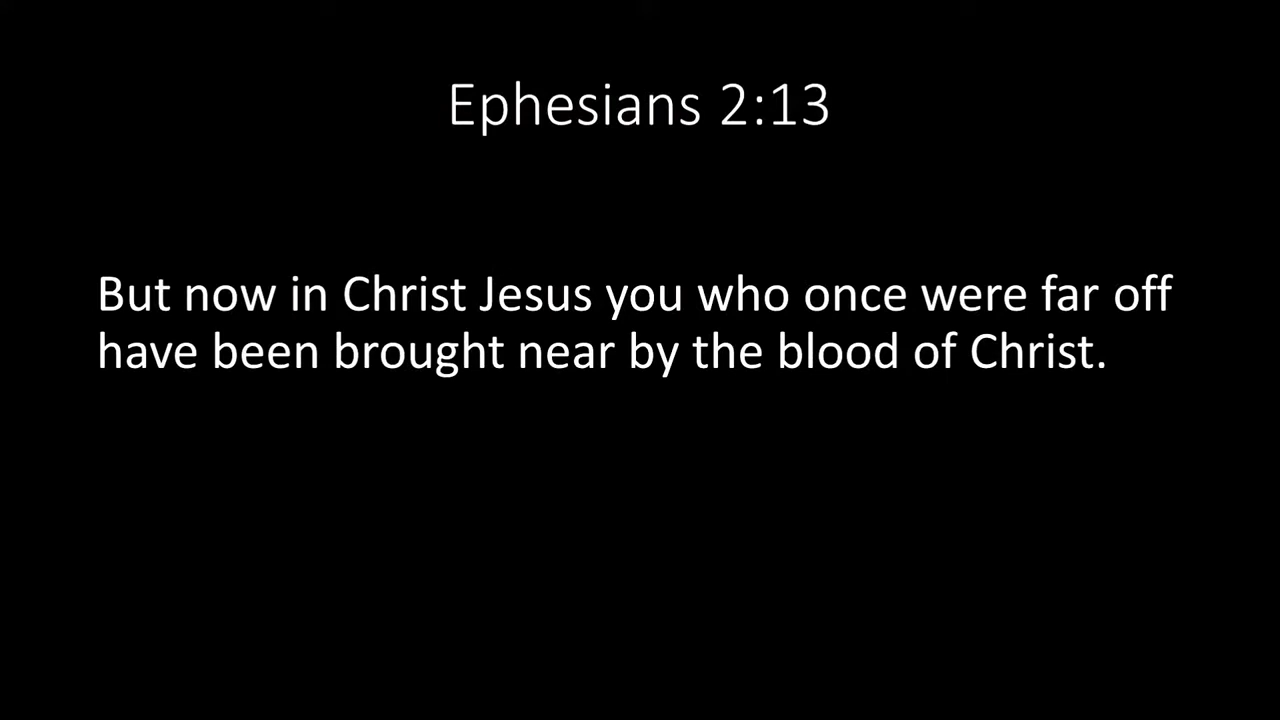 Ephesians 2:13
But now in Christ Jesus you who once were far off
have been brought near by the blood of Christ.